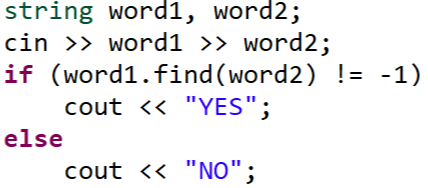 string word1, word2;
cin >> word1 >> word2;
if (word1.find(word2) != -1)
    cout << "YES";
else
    cout << "NO";